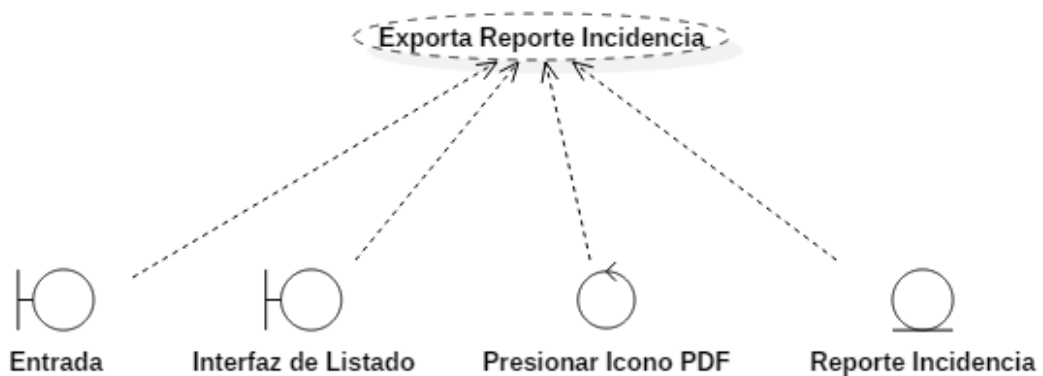 Exporta Reporte Incidencia
Entrada
Interfaz de Listado
Presionar Icono PDF
Reporte Incidencia